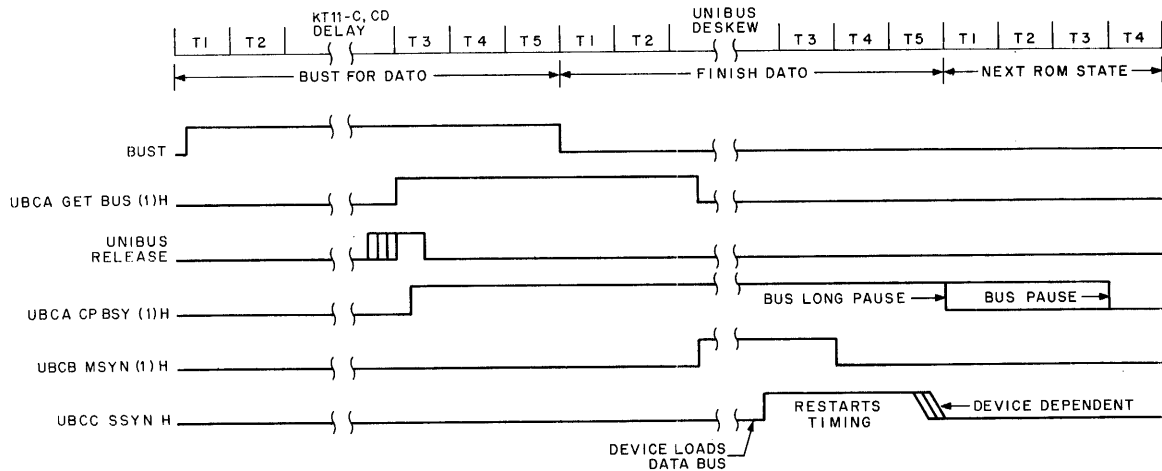 KT11-C, CD
DELAY
UNIBUS
DESKEW
T1 T2 T3 T4 T5 T1 T2 T3 T4 T5 T1 T2 T3 T4
BUST FOR DATO FINISH DATO NEXT ROM STATE
BUST
UBCA GET BUS (1) H
UNIBUS
RELEASE
UBCA CP BSY (1) H
BUS LONG PAUSE BUS PAUSE
UBCB MSYN (1) H
UBCC SSYN H
RESTARTS
TIMING
DEVICE DEPENDENT
DEVICE LOADS
DATA BUS